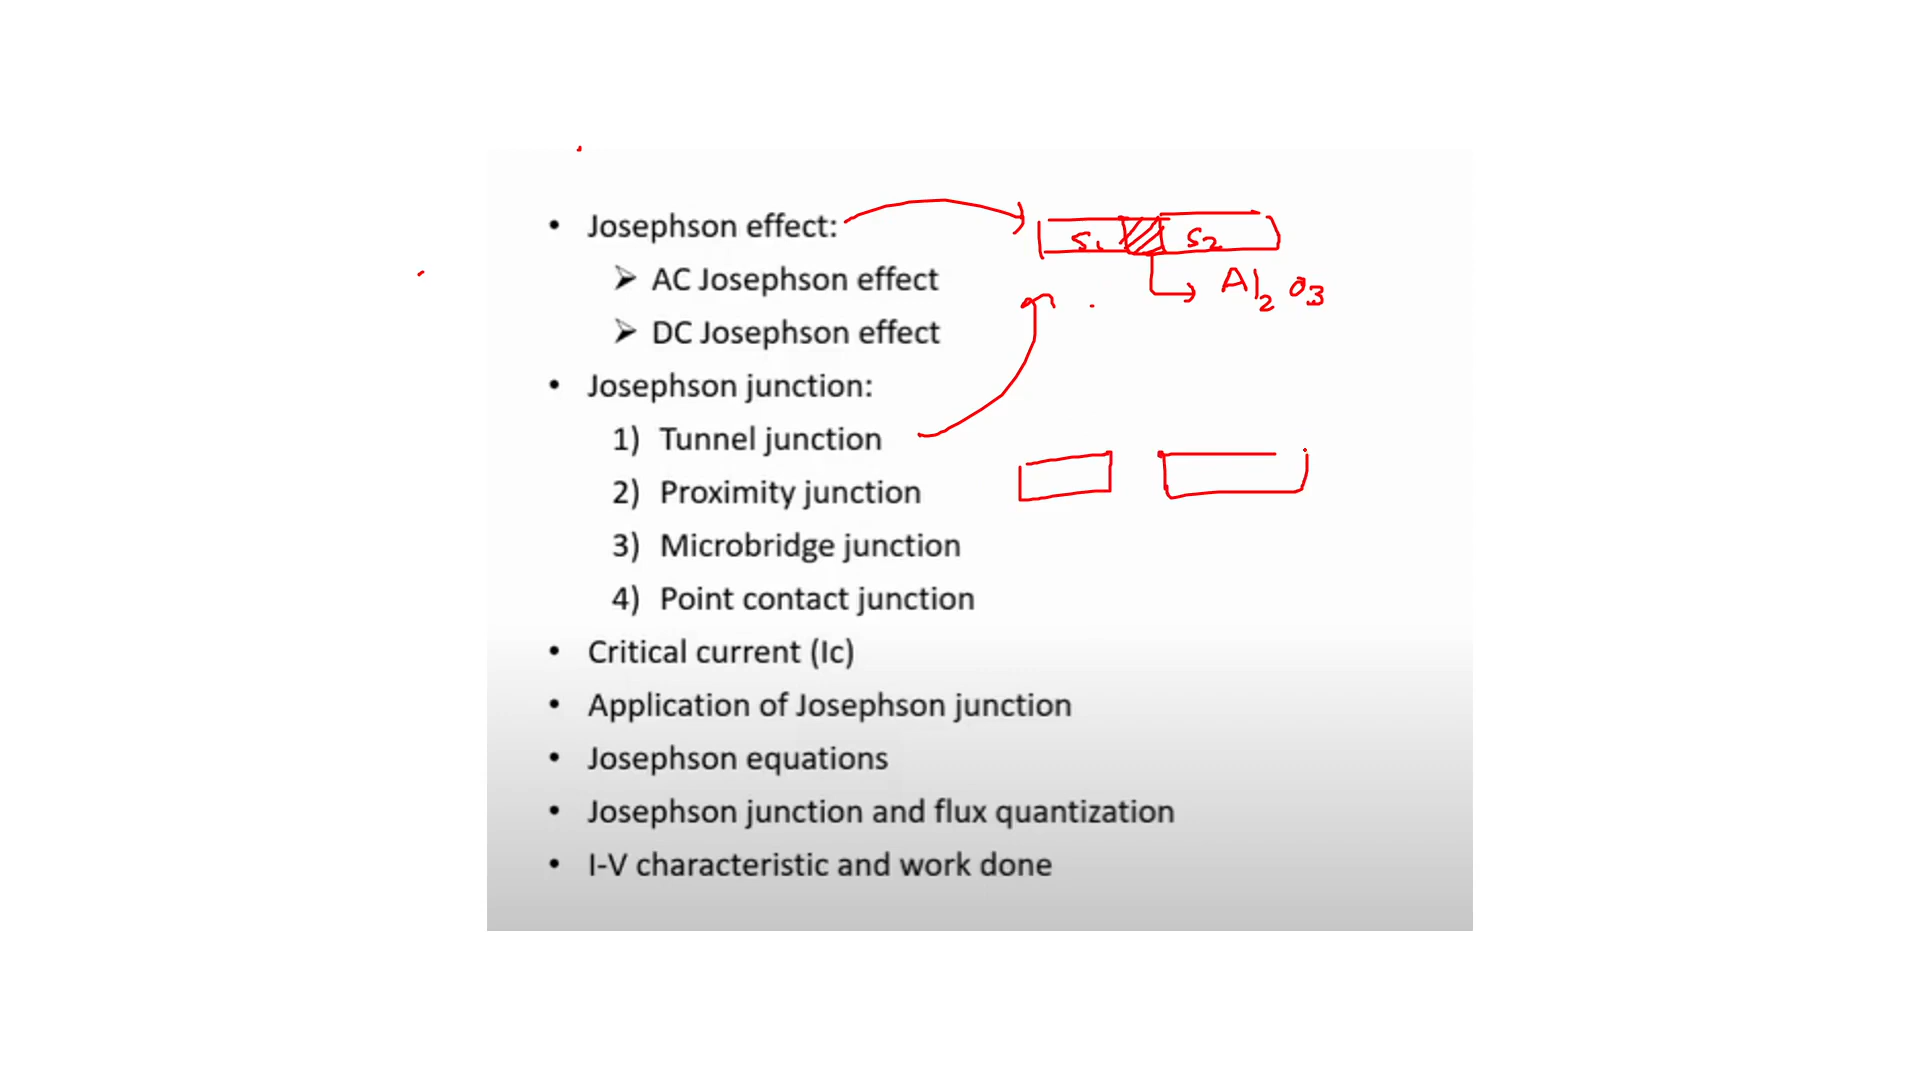 • Josephson effect:
S1 S2
➢ AC Josephson effect
Al2O3
➢ DC Josephson effect
• Josephson junction:
1) Tunnel junction
2) Proximity junction
3) Microbridge junction
4) Point contact junction
• Critical current (Ic)
• Application of Josephson junction
• Josephson equations
• Josephson junction and flux quantization
• I-V characteristic and work done